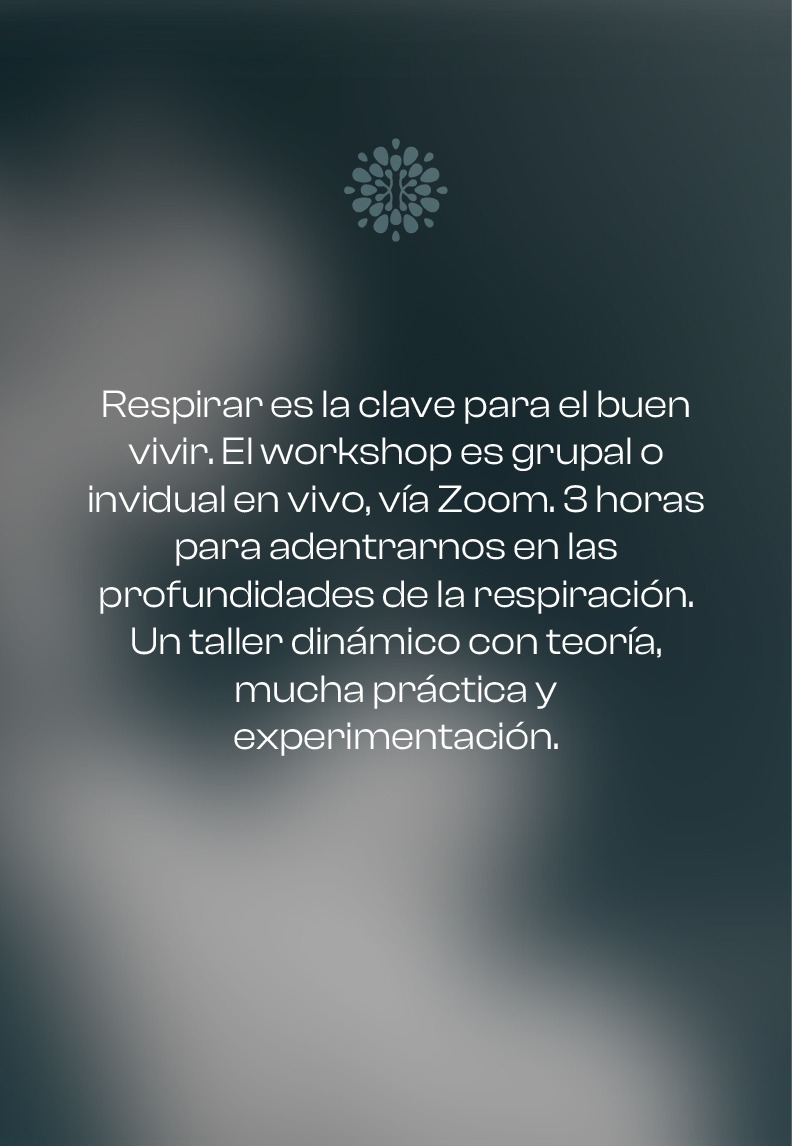 Respirar es la clave para el buen
vivir. El workshop es grupal o
invidual en vivo, vía Zoom. 3 horas
para adentrarnos en las
profundidades de la respiración.
Un taller dinámico con teoría,
mucha práctica y
experimentación.